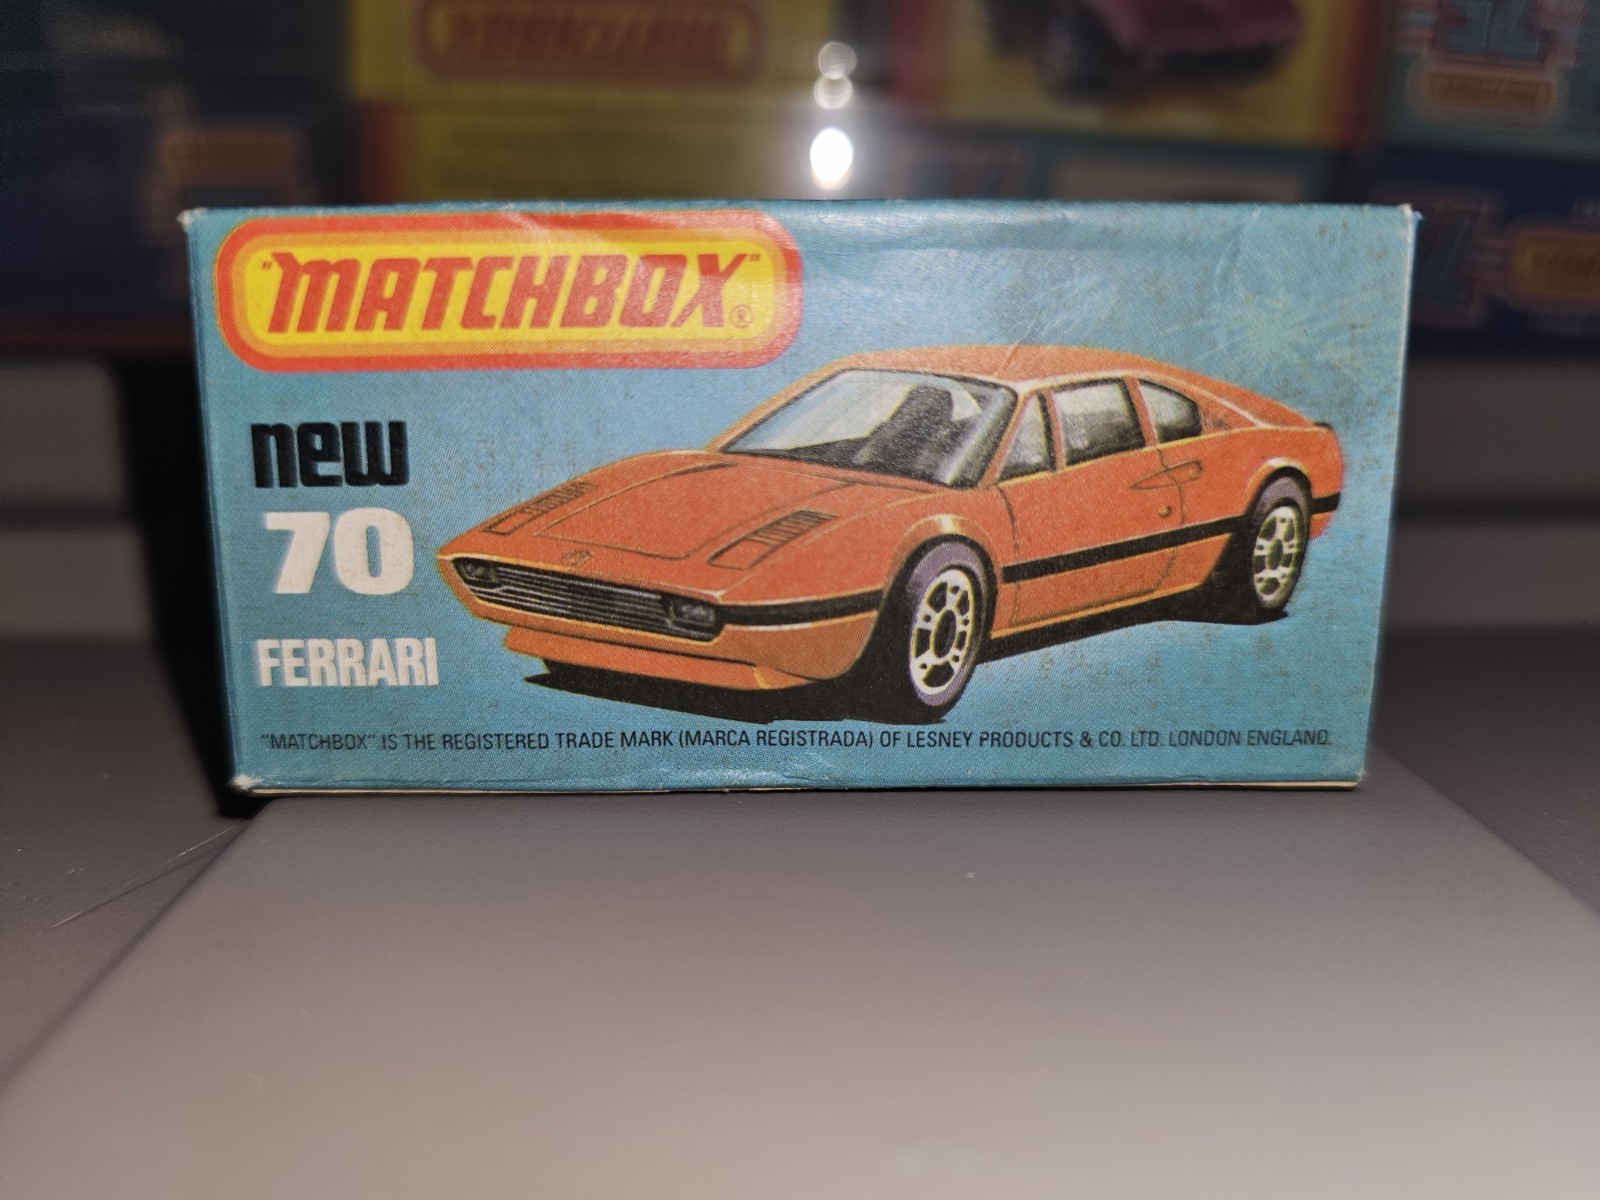 "MATCHBOX"®
new
70
FERRARI
"MATCHBOX" IS THE REGISTERED TRADE MARK (MARCA REGISTRADA) OF LESNEY PRODUCTS & CO. LTD. LONDON ENGLAND.